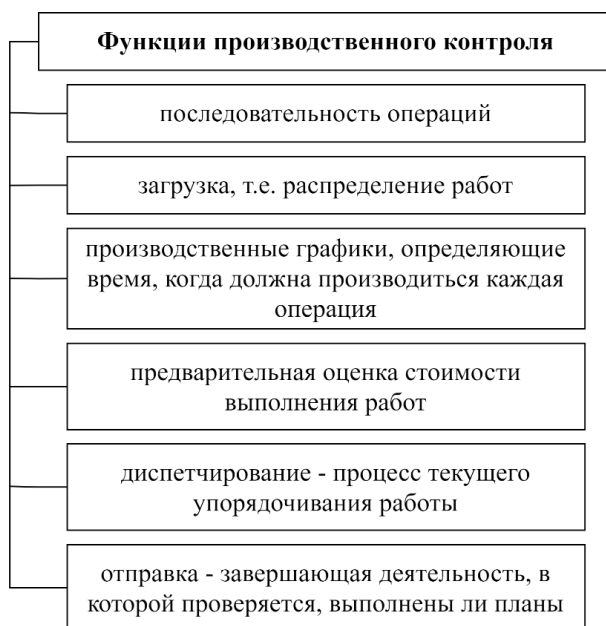 Функции производственного контроля
последовательность операций
загрузка, т.е. распределение работ
производственные графики, определяющие
время, когда должна производиться каждая
операция
предварительная оценка стоимости
выполнения работ
диспетчирование - процесс текущего
упорядочивания работы
отправка - завершающая деятельность, в
которой проверяется, выполнены ли планы